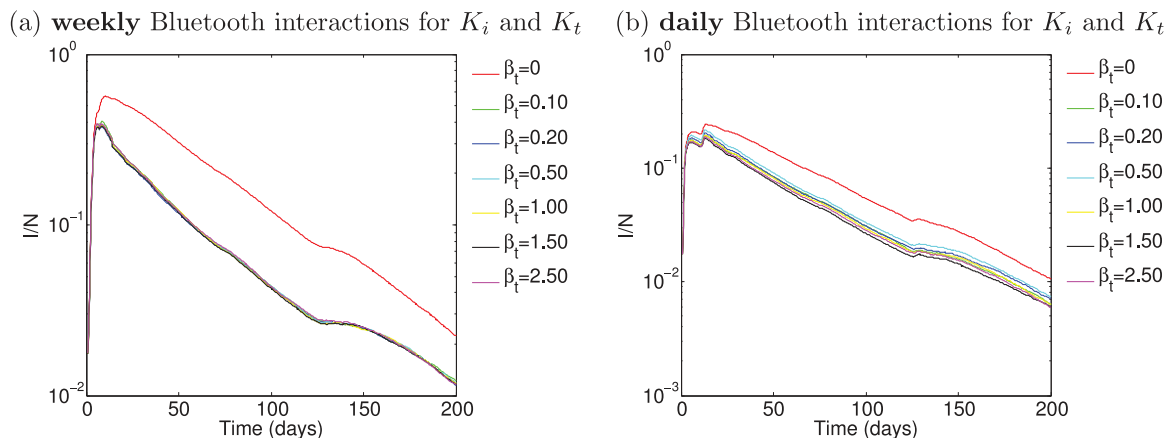 (a) weekly Bluetooth interactions for K_i and K_t
10^0
10^-1
10^-2
I/N
0 50 100 150 200
Time (days)
β_t=0
β_t=0.10
β_t=0.20
β_t=0.50
β_t=1.00
β_t=1.50
β_t=2.50
(b) daily Bluetooth interactions for K_i and K_t
10^0
10^-1
10^-2
10^-3
I/N
0 50 100 150 200
Time (days)
β_t=0
β_t=0.10
β_t=0.20
β_t=0.50
β_t=1.00
β_t=1.50
β_t=2.50